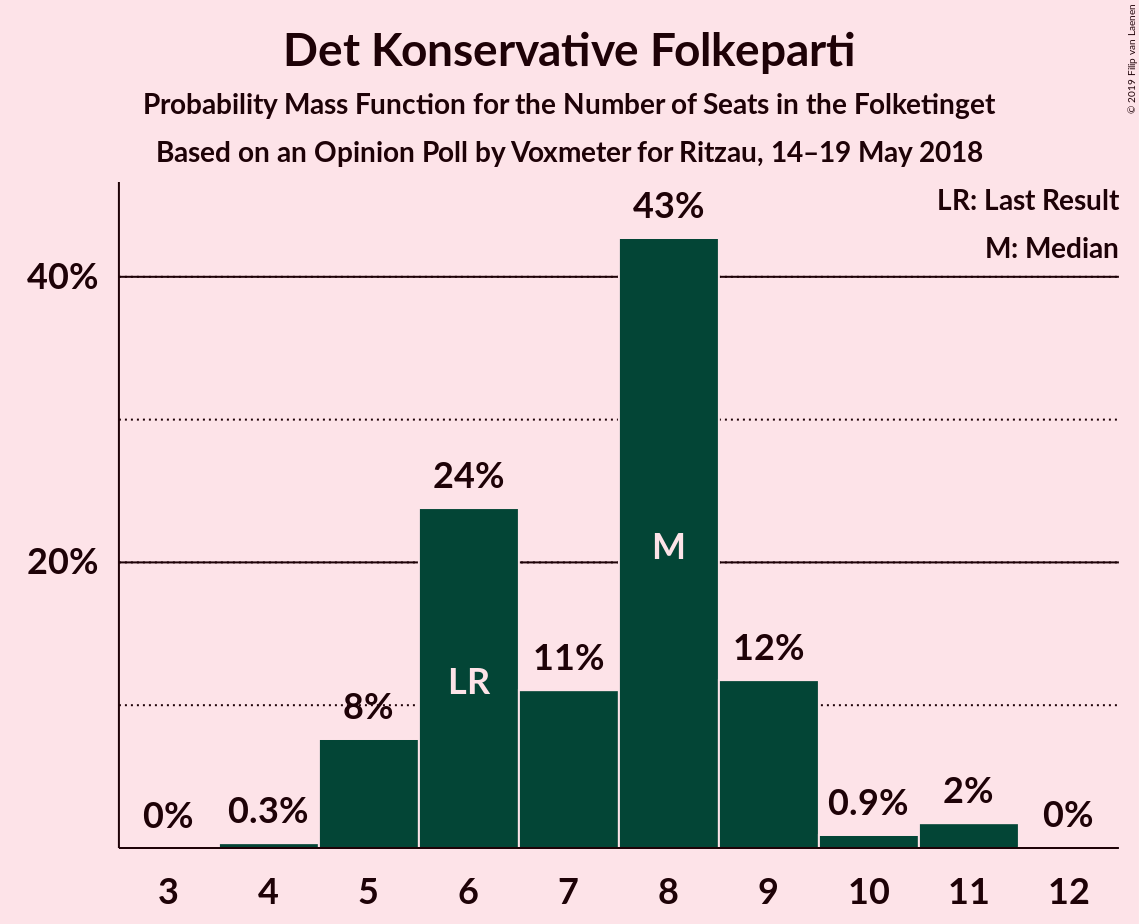 Det Konservative Folkeparti
Probability Mass Function for the Number of Seats in the Folketinget
Based on an Opinion Poll by Voxmeter for Ritzau, 14–19 May 2018
© 2019 Filip van Laenen
LR: Last Result
M: Median
43%
40%
24%
M
20%
12%
11%
LR
8%
2%
0.9%
0.3%
0%
0%
3 4 5 6 7 8 9 10 11 12